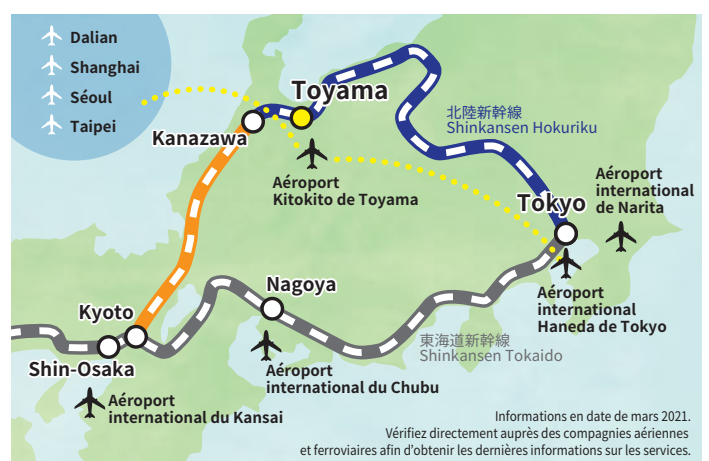 Dalian
Shanghai
Séoul
Taipei
Toyama
Kanazawa
北陸新幹線
Shinkansen Hokuriku
Aéroport
Kitokito de Toyama
Aéroport
international
de Narita
Tokyo
Aéroport
international
Haneda de Tokyo
Nagoya
Kyoto
東海道新幹線
Shinkansen Tokaido
Shin-Osaka
Aéroport
international du Chubu
Aéroport
international du Kansai
Informations en date de mars 2021.
Vérifiez directement auprès des compagnies aériennes
et ferroviaires afin d'obtenir les dernières informations sur les services.